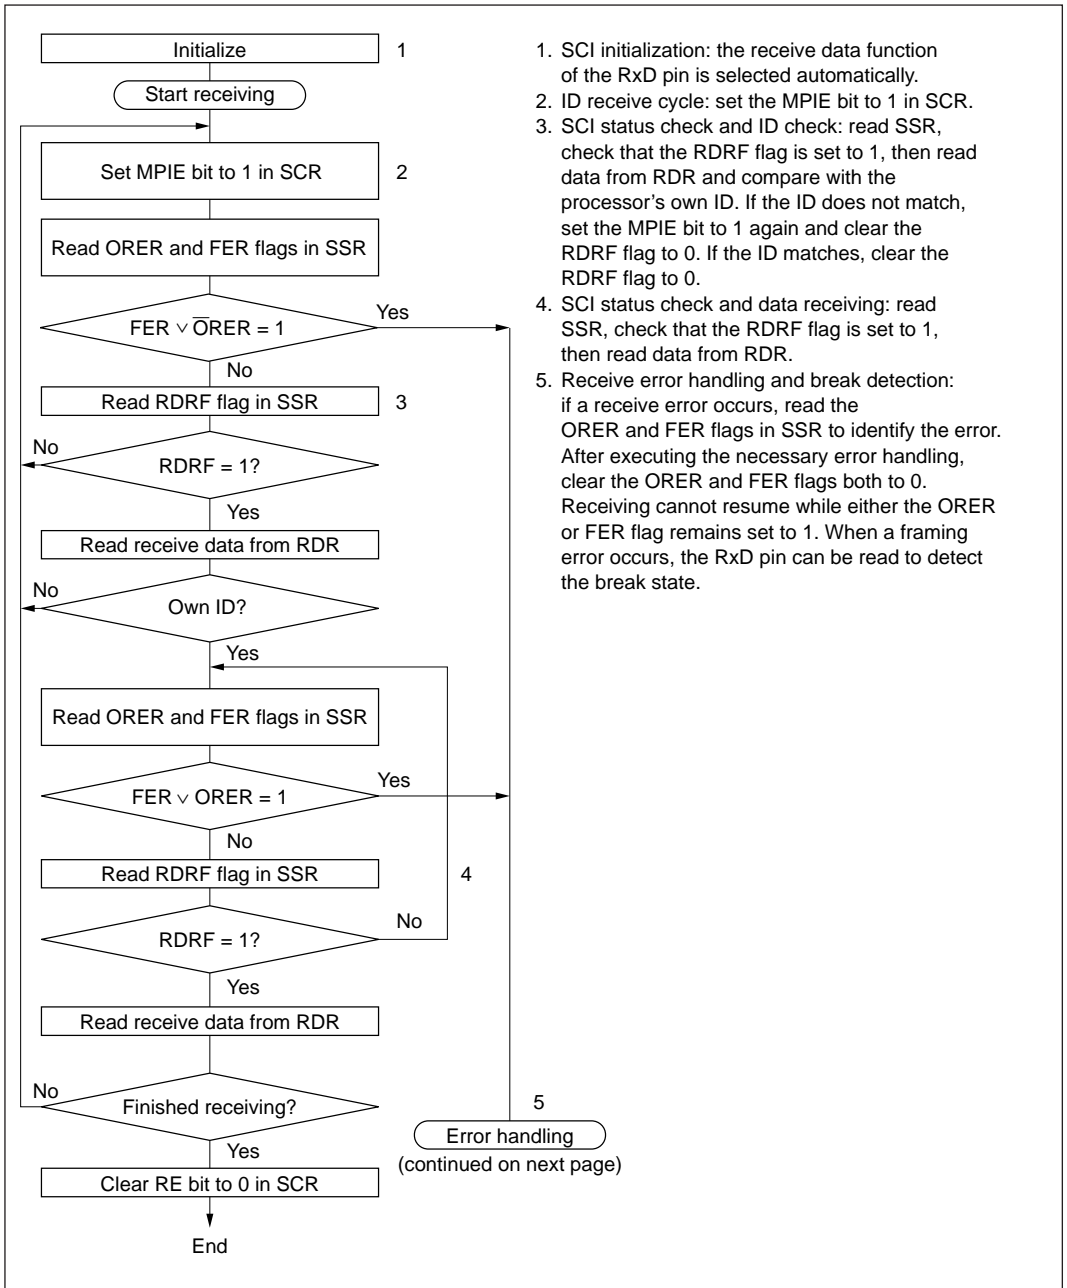 Initialize
1
Start receiving
Set MPIE bit to 1 in SCR
2
Read ORER and FER flags in SSR
FER ∨ O̅RER = 1
Yes
No
Read RDRF flag in SSR
3
No
RDRF = 1?
Yes
Read receive data from RDR
No
Own ID?
Yes
Read ORER and FER flags in SSR
FER ∨ ORER = 1
Yes
No
Read RDRF flag in SSR
4
RDRF = 1?
No
Yes
Read receive data from RDR
No
Finished receiving?
Yes
Clear RE bit to 0 in SCR
End
5
Error handling
(continued on next page)
1. SCI initialization: the receive data function
of the RxD pin is selected automatically.
2. ID receive cycle: set the MPIE bit to 1 in SCR.
3. SCI status check and ID check: read SSR,
check that the RDRF flag is set to 1, then read
data from RDR and compare with the
processor's own ID. If the ID does not match,
set the MPIE bit to 1 again and clear the
RDRF flag to 0. If the ID matches, clear the
RDRF flag to 0.
4. SCI status check and data receiving: read
SSR, check that the RDRF flag is set to 1,
then read data from RDR.
5. Receive error handling and break detection:
if a receive error occurs, read the
ORER and FER flags in SSR to identify the error.
After executing the necessary error handling,
clear the ORER and FER flags both to 0.
Receiving cannot resume while either the ORER
or FER flag remains set to 1. When a framing
error occurs, the RxD pin can be read to detect
the break state.